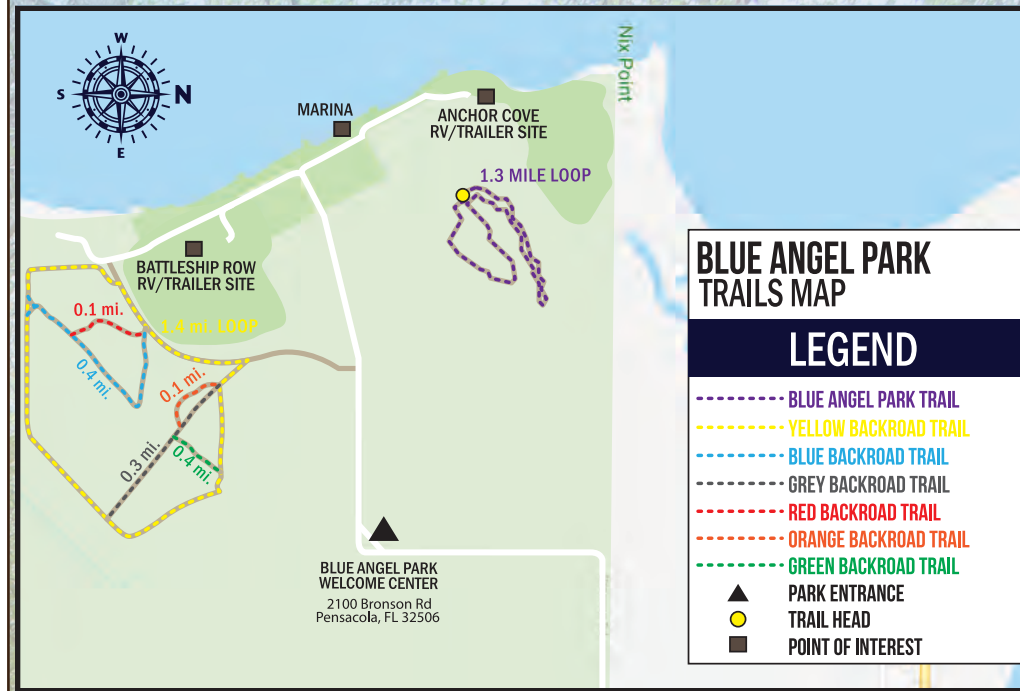 W
S
N
E
Nix Point
MARINA
ANCHOR COVE
RV/TRAILER SITE
1.3 MILE LOOP
BATTLESHIP ROW
RV/TRAILER SITE
0.1 mi.
1.4 mi. LOOP
0.4 mi.
0.1 mi.
0.3 mi.
0.4 mi.
BLUE ANGEL PARK
WELCOME CENTER
2100 Bronson Rd
Pensacola, FL 32506
BLUE ANGEL PARK
TRAILS MAP
LEGEND
BLUE ANGEL PARK TRAIL
YELLOW BACKROAD TRAIL
BLUE BACKROAD TRAIL
GREY BACKROAD TRAIL
RED BACKROAD TRAIL
ORANGE BACKROAD TRAIL
GREEN BACKROAD TRAIL
PARK ENTRANCE
TRAIL HEAD
POINT OF INTEREST